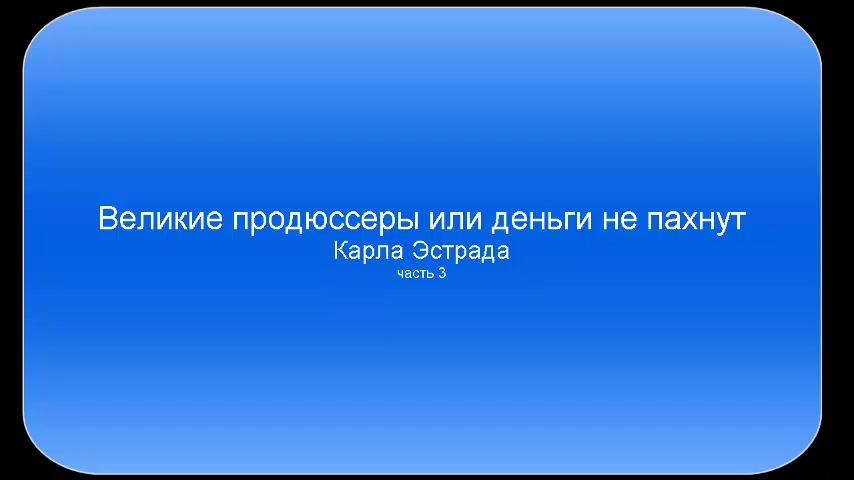 Великие продюссеры или деньги не пахнут
Карла Эстрада
часть 3